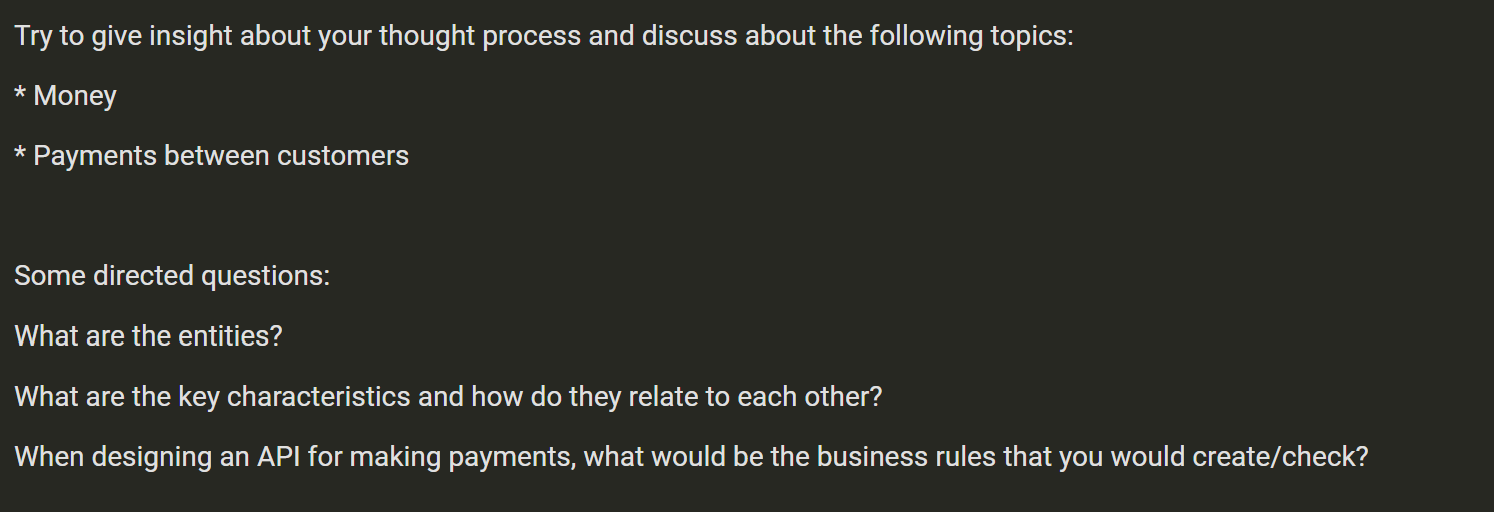 Try to give insight about your thought process and discuss about the following topics:
* Money
* Payments between customers
Some directed questions:
What are the entities?
What are the key characteristics and how do they relate to each other?
When designing an API for making payments, what would be the business rules that you would create/check?